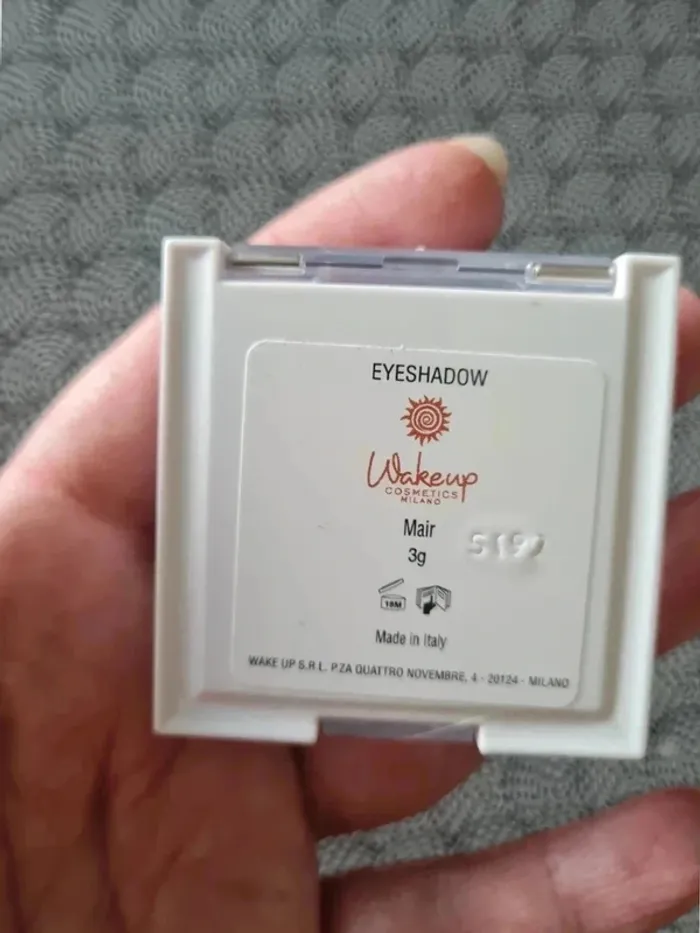 EYESHADOW
Wakeup
COSMETICS
MILANO
Mair
3g
18M
Made in Italy
WAKE UP S.R.L. P.ZA QUATTRO NOVEMBRE, 4 - 20124 - MILANO